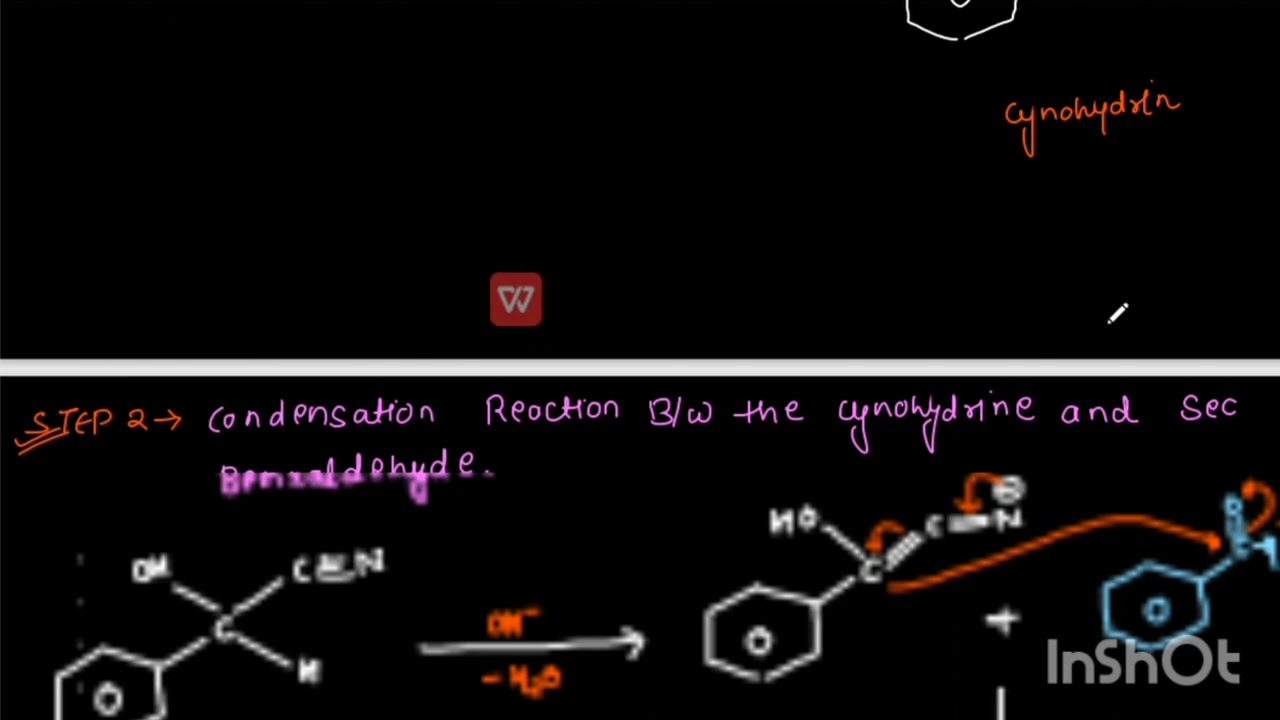 Cynohydrin
STEP 2 → Condensation Reaction B/w the Cynohydrine and Sec
Benzaldehyde.
HO
C=N
⊖
O
C
H
OH
C≡N
C
C
OH⁻
+
H
- H₂O
InShOt